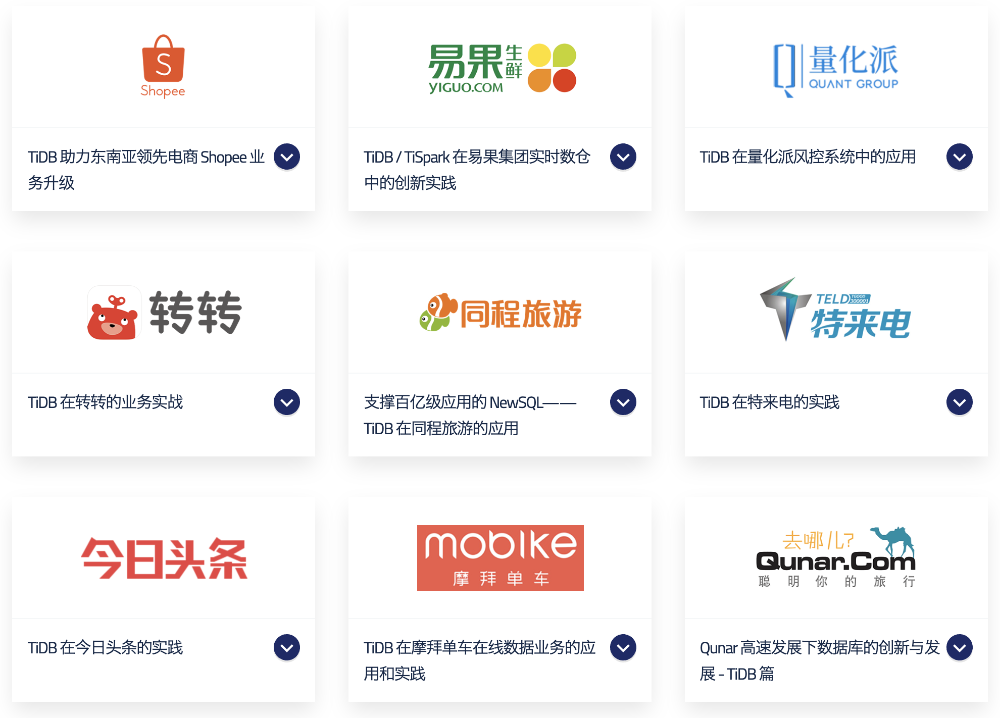 S
Shopee
TiDB 助力东南亚领先电商 Shopee 业
务升级
易果生鲜
YIGUO.COM
TiDB / TiSpark 在易果集团实时数仓
中的创新实践
量化派
QUANT GROUP
TiDB 在量化派风控系统中的应用
转转
TiDB 在转转的业务实战
同程旅游
支撑百亿级应用的 NewSQL——
TiDB 在同程旅游的应用
TELD TGOOD 300001
特来电
TiDB 在特来电的实践
今日头条
TiDB 在今日头条的实践
mobike
摩拜单车
TiDB 在摩拜单车在线数据业务的应
用和实践
去哪儿?
Qunar.Com
聪明你的旅行
Qunar 高速发展下数据库的创新与发
展 - TiDB 篇